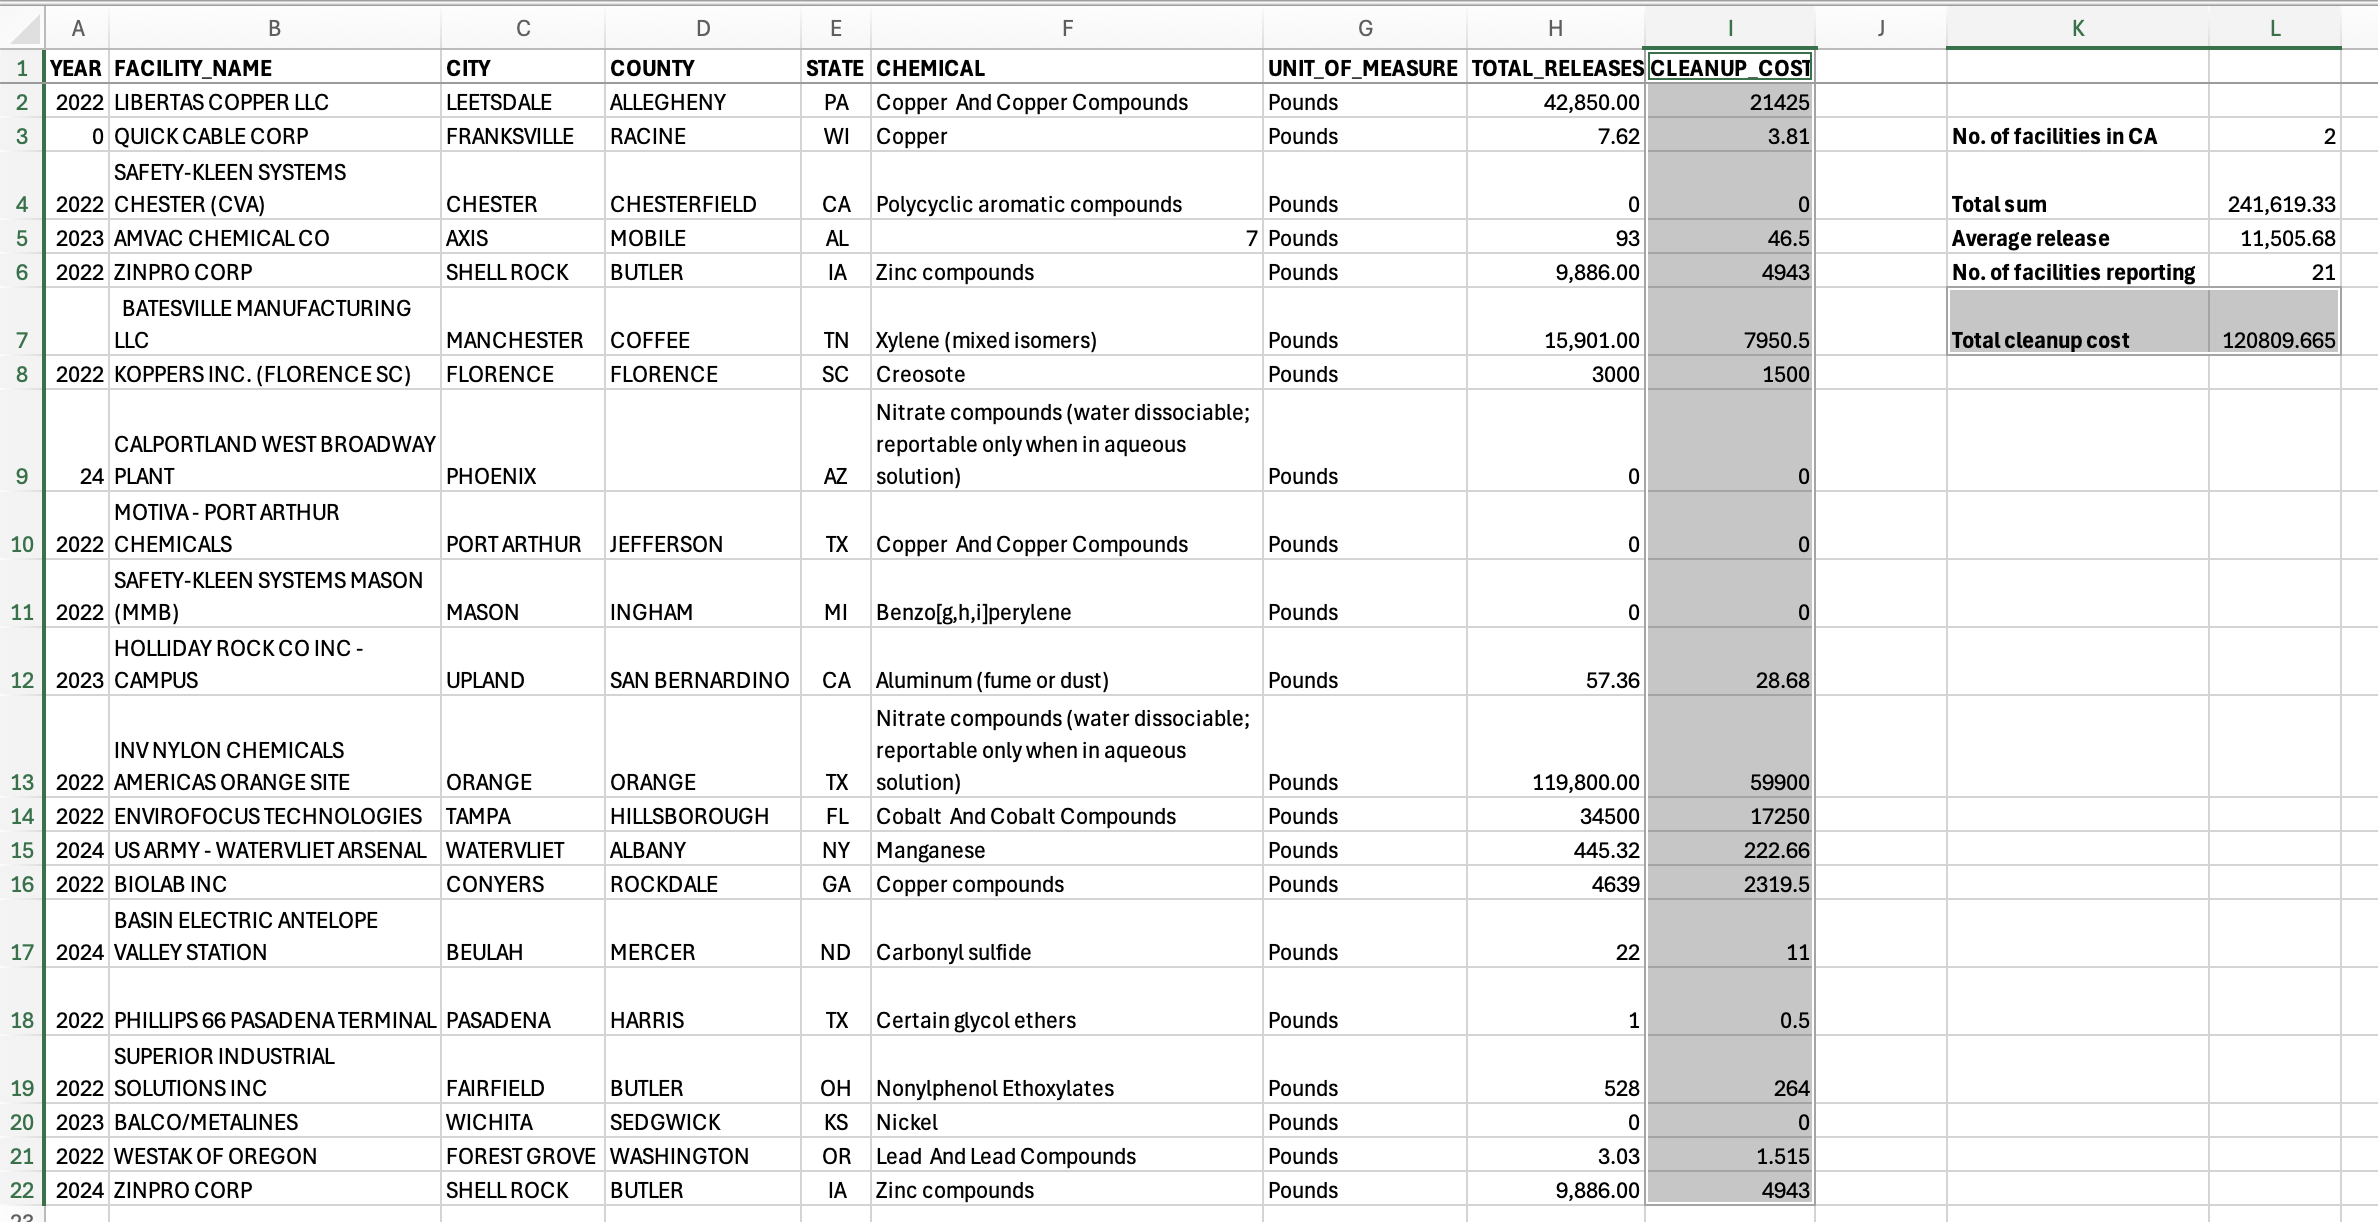 A B C D E F G H I J K L
1 YEAR FACILITY_NAME CITY COUNTY STATE CHEMICAL UNIT_OF_MEASURE TOTAL_RELEASES CLEANUP_COST
2 2022 LIBERTAS COPPER LLC LEETSDALE ALLEGHENY PA Copper And Copper Compounds Pounds 42,850.00 21425
3 0 QUICK CABLE CORP FRANKSVILLE RACINE WI Copper Pounds 7.62 3.81 No. of facilities in CA 2
SAFETY-KLEEN SYSTEMS
4 2022 CHESTER (CVA) CHESTER CHESTERFIELD CA Polycyclic aromatic compounds Pounds 0 0 Total sum 241,619.33
5 2023 AMVAC CHEMICAL CO AXIS MOBILE AL 7 Pounds 93 46.5 Average release 11,505.68
6 2022 ZINPRO CORP SHELL ROCK BUTLER IA Zinc compounds Pounds 9,886.00 4943 No. of facilities reporting 21
BATESVILLE MANUFACTURING
7 LLC MANCHESTER COFFEE TN Xylene (mixed isomers) Pounds 15,901.00 7950.5 Total cleanup cost 120809.665
8 2022 KOPPERS INC. (FLORENCE SC) FLORENCE FLORENCE SC Creosote Pounds 3000 1500
Nitrate compounds (water dissociable;
CALPORTLAND WEST BROADWAY reportable only when in aqueous
9 24 PLANT PHOENIX AZ solution) Pounds 0 0
MOTIVA - PORT ARTHUR
10 2022 CHEMICALS PORT ARTHUR JEFFERSON TX Copper And Copper Compounds Pounds 0 0
SAFETY-KLEEN SYSTEMS MASON
11 2022 (MMB) MASON INGHAM MI Benzo[g,h,i]perylene Pounds 0 0
HOLLIDAY ROCK CO INC -
12 2023 CAMPUS UPLAND SAN BERNARDINO CA Aluminum (fume or dust) Pounds 57.36 28.68
Nitrate compounds (water dissociable;
INV NYLON CHEMICALS reportable only when in aqueous
13 2022 AMERICAS ORANGE SITE ORANGE ORANGE TX solution) Pounds 119,800.00 59900
14 2022 ENVIROFOCUS TECHNOLOGIES TAMPA HILLSBOROUGH FL Cobalt And Cobalt Compounds Pounds 34500 17250
15 2024 US ARMY - WATERVLIET ARSENAL WATERVLIET ALBANY NY Manganese Pounds 445.32 222.66
16 2022 BIOLAB INC CONYERS ROCKDALE GA Copper compounds Pounds 4639 2319.5
BASIN ELECTRIC ANTELOPE
17 2024 VALLEY STATION BEULAH MERCER ND Carbonyl sulfide Pounds 22 11
18 2022 PHILLIPS 66 PASADENA TERMINAL PASADENA HARRIS TX Certain glycol ethers Pounds 1 0.5
SUPERIOR INDUSTRIAL
19 2022 SOLUTIONS INC FAIRFIELD BUTLER OH Nonylphenol Ethoxylates Pounds 528 264
20 2023 BALCO/METALINES WICHITA SEDGWICK KS Nickel Pounds 0 0
21 2022 WESTAK OF OREGON FOREST GROVE WASHINGTON OR Lead And Lead Compounds Pounds 3.03 1.515
22 2024 ZINPRO CORP SHELL ROCK BUTLER IA Zinc compounds Pounds 9,886.00 4943
23